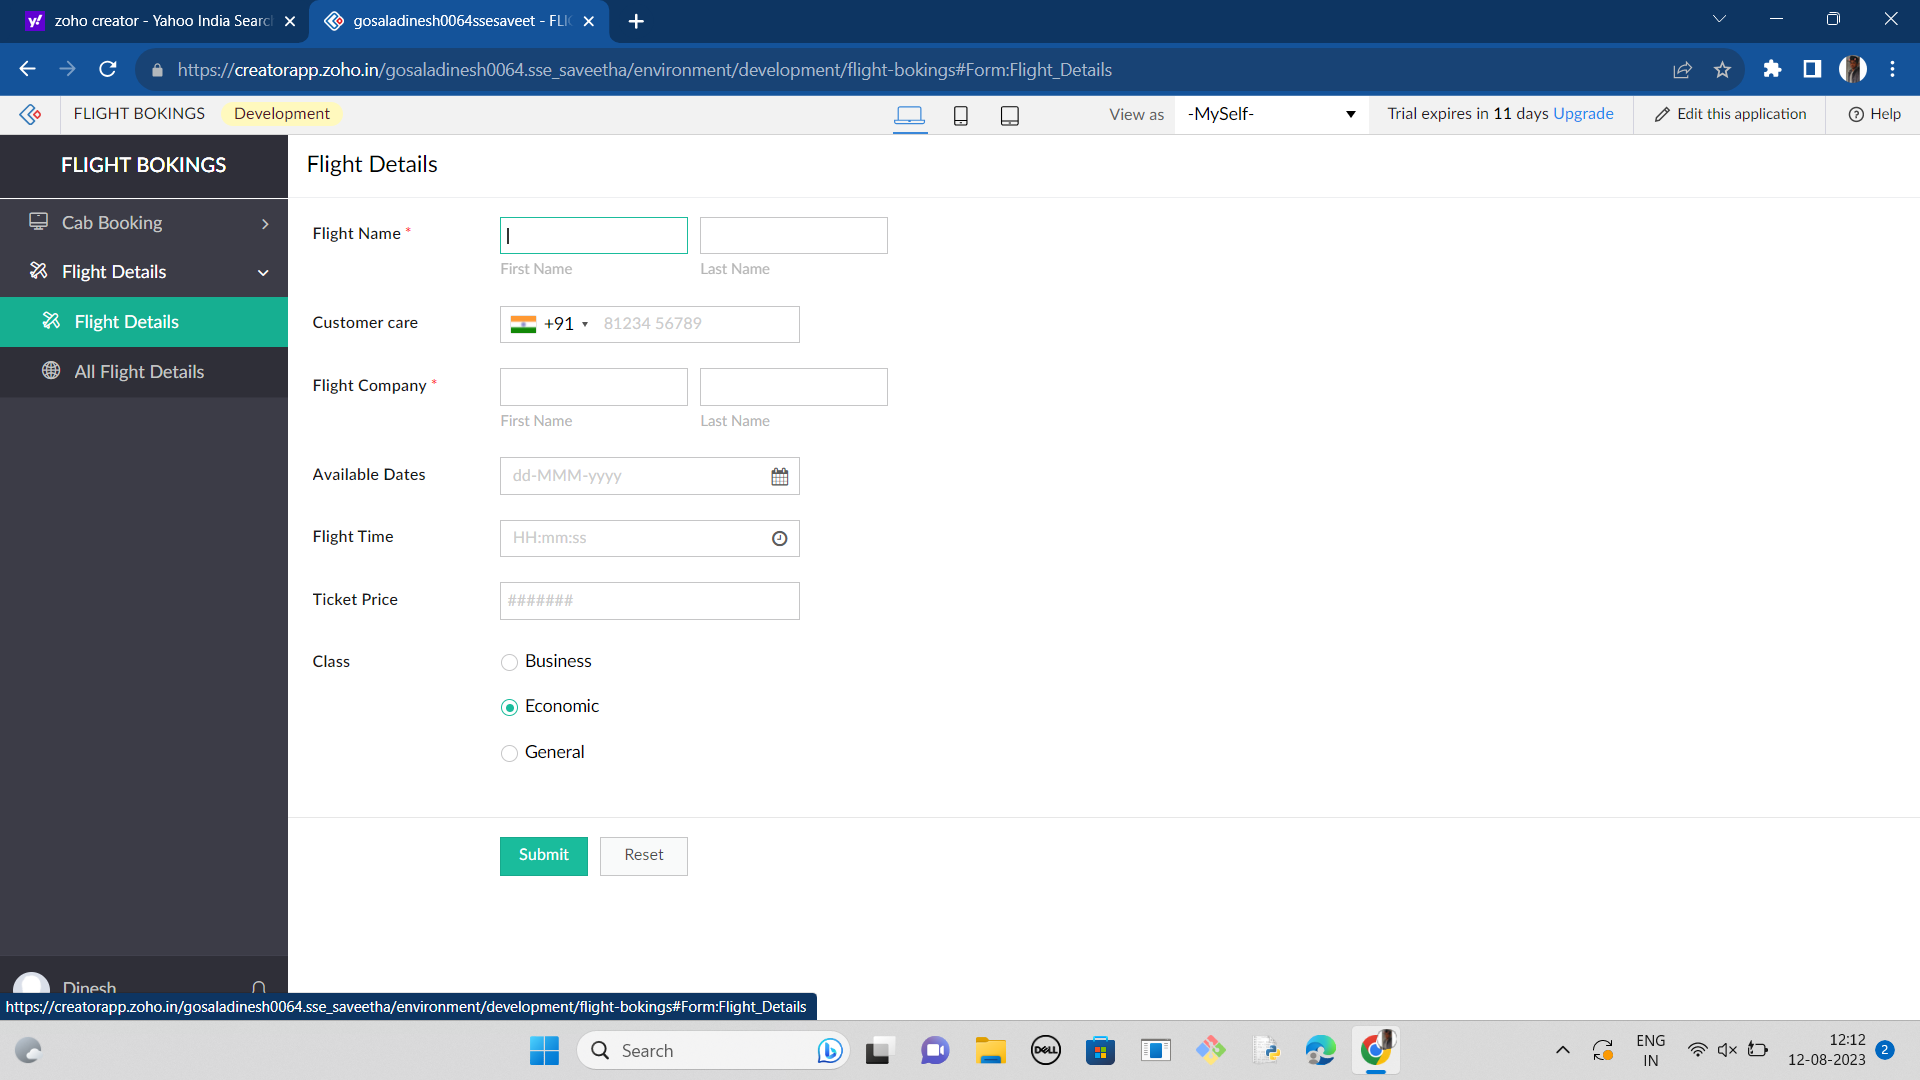 zoho creator - Yahoo India Searc
gosaladinesh0064ssesaveet - FLI
https://creatorapp.zoho.in/gosaladinesh0064.sse_saveetha/environment/development/flight-bokings#Form:Flight_Details
FLIGHT BOKINGS
Development
View as
-MySelf-
Trial expires in 11 days Upgrade
Edit this application
Help
FLIGHT BOKINGS
Cab Booking
Flight Details
Flight Details
All Flight Details
Flight Details
Flight Name *
First Name
Last Name
Customer care
+91
81234 56789
Flight Company *
First Name
Last Name
Available Dates
dd-MMM-yyyy
Flight Time
HH:mm:ss
Ticket Price
#######
Class
Business
Economic
General
Submit
Reset
Dinesh
https://creatorapp.zoho.in/gosaladinesh0064.sse_saveetha/environment/development/flight-bokings#Form:Flight_Details
Search
DELL
ENG
IN
12:12
12-08-2023
2